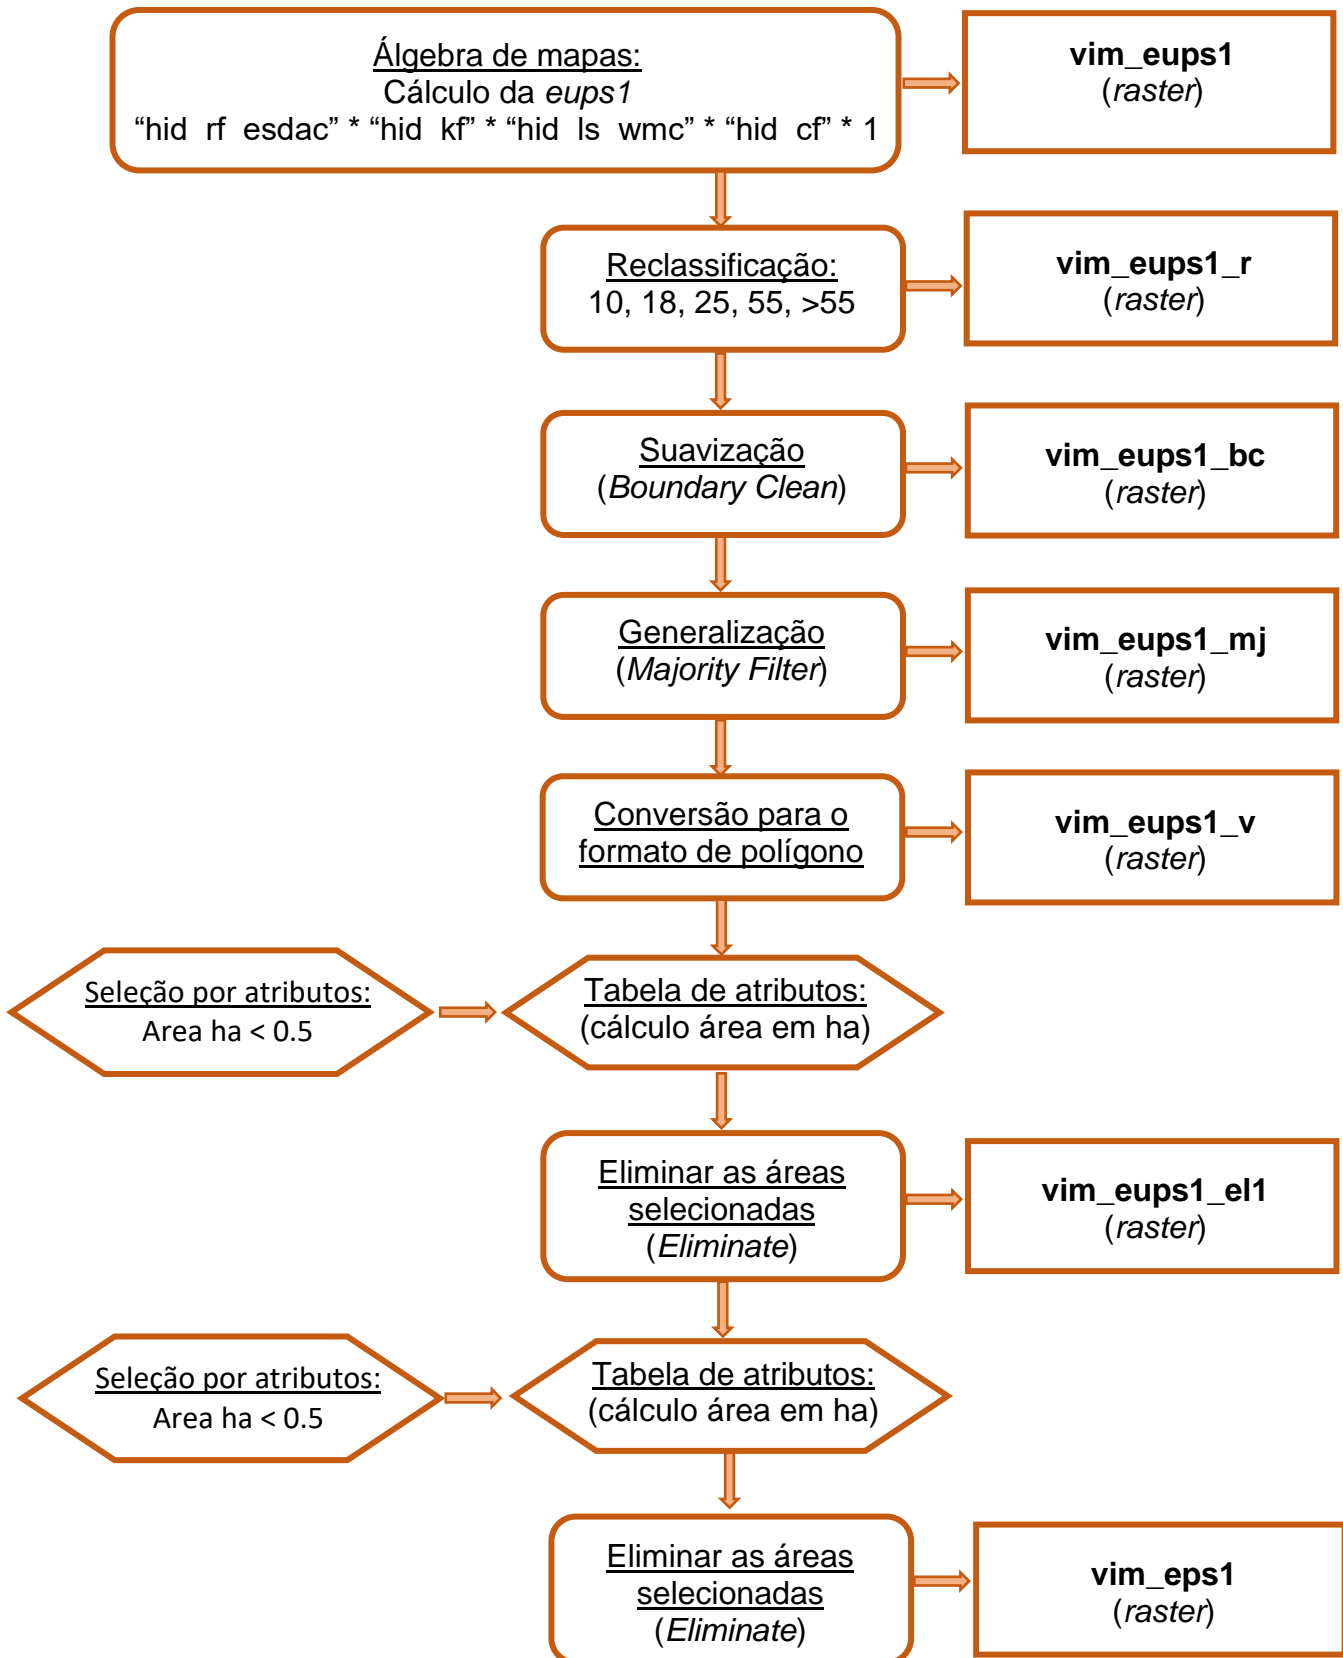 Álgebra de mapas:
Cálculo da eups1
“hid rf esdac” * “hid kf” * “hid ls wmc” * “hid cf” * 1
vim_eups1
(raster)
Reclassificação:
10, 18, 25, 55, >55
vim_eups1_r
(raster)
Suavização
(Boundary Clean)
vim_eups1_bc
(raster)
Generalização
(Majority Filter)
vim_eups1_mj
(raster)
Conversão para o
formato de polígono
vim_eups1_v
(raster)
Seleção por atributos:
Area ha < 0.5
Tabela de atributos:
(cálculo área em ha)
Eliminar as áreas
selecionadas
(Eliminate)
vim_eups1_el1
(raster)
Seleção por atributos:
Area ha < 0.5
Tabela de atributos:
(cálculo área em ha)
Eliminar as áreas
selecionadas
(Eliminate)
vim_eps1
(raster)